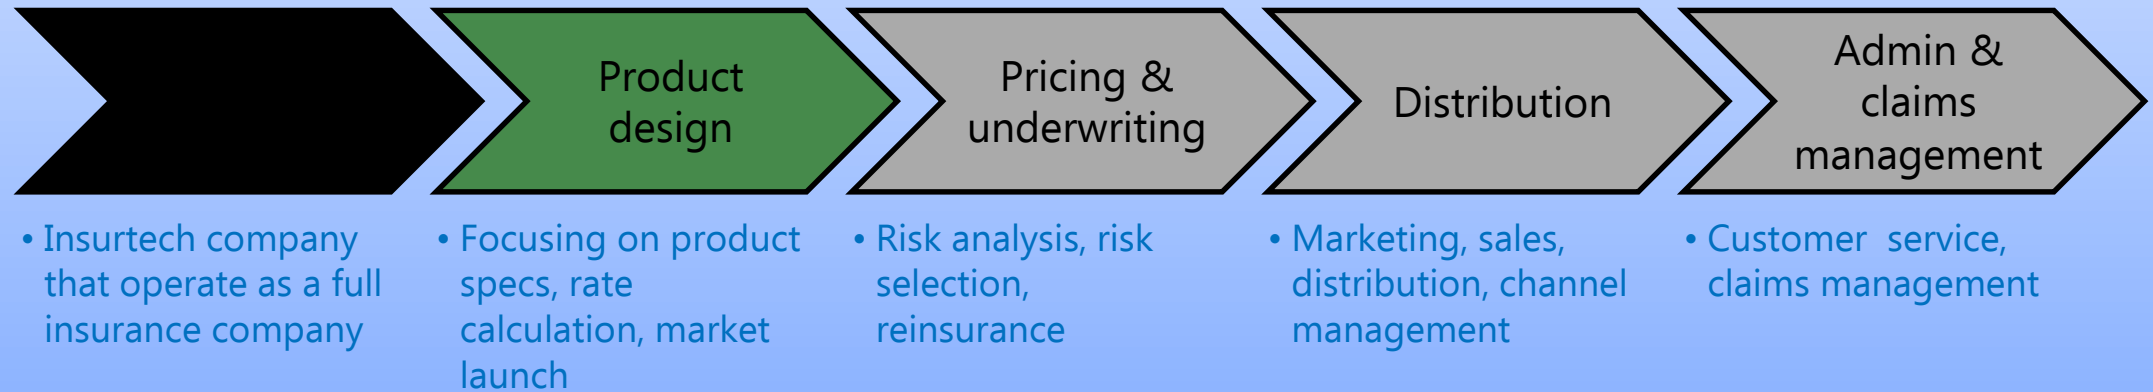 Product
design
Pricing &
underwriting
Distribution
Admin &
claims
management
• Insurtech company
that operate as a full
insurance company
• Focusing on product
specs, rate
calculation, market
launch
• Risk analysis, risk
selection,
reinsurance
• Marketing, sales,
distribution, channel
management
• Customer  service,
claims management